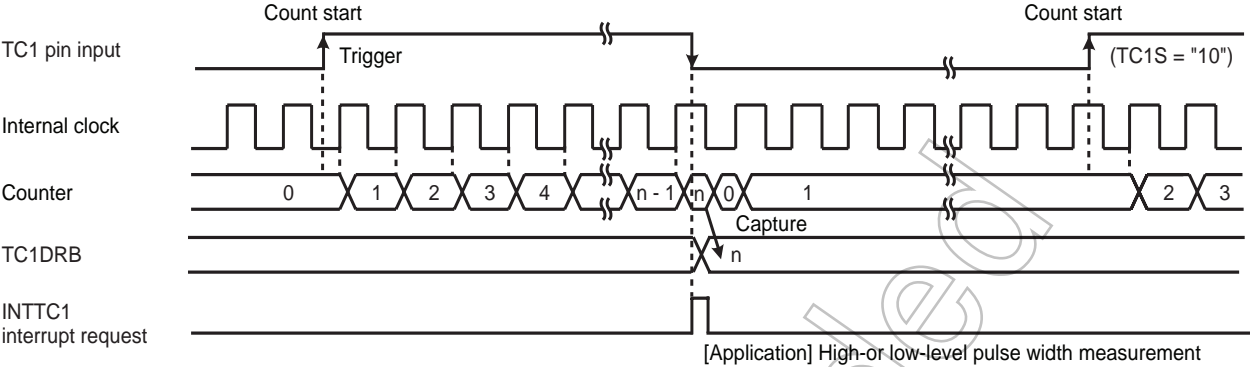 Count start Count start
TC1 pin input
Trigger (TC1S = "10")
Internal clock
Counter 0 1 2 3 4 n - 1 n 0 1 2 3
Capture
TC1DRB n
INTTC1
interrupt request
[Application] High-or low-level pulse width measurement